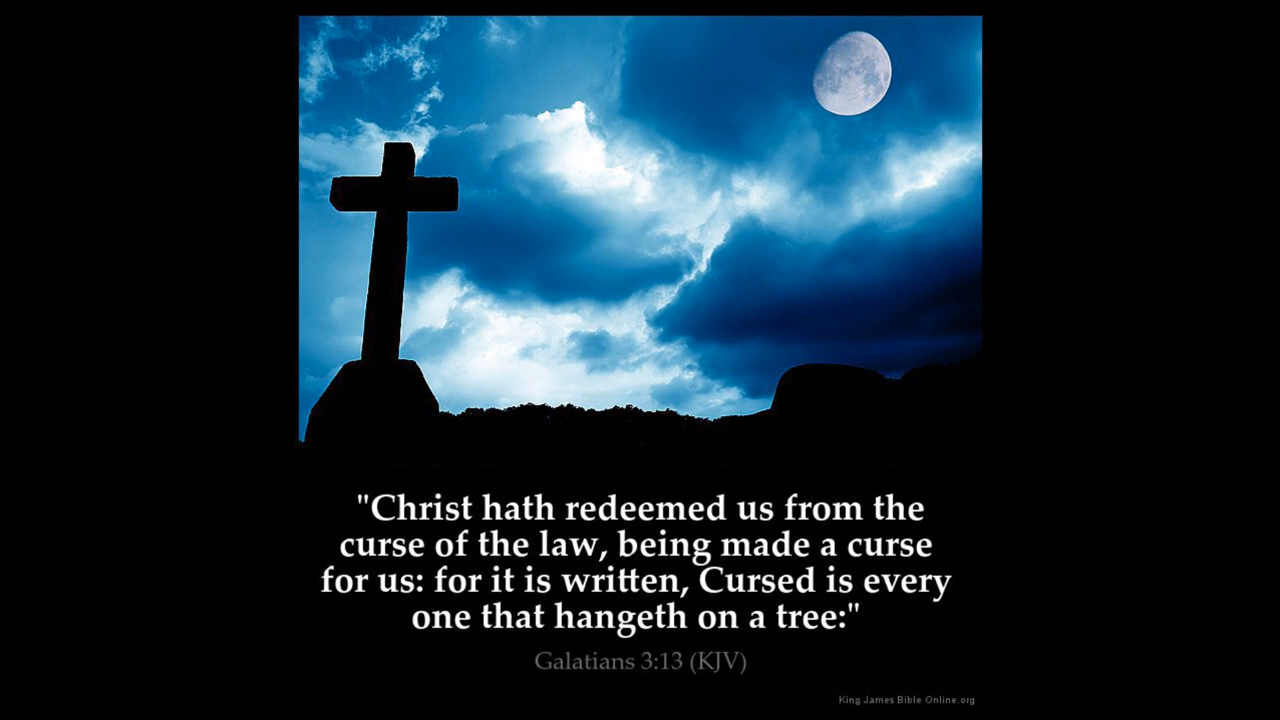 "Christ hath redeemed us from the
curse of the law, being made a curse
for us: for it is written, Cursed is every
one that hangeth on a tree:"
Galatians 3:13 (KJV)
King James Bible Online.org